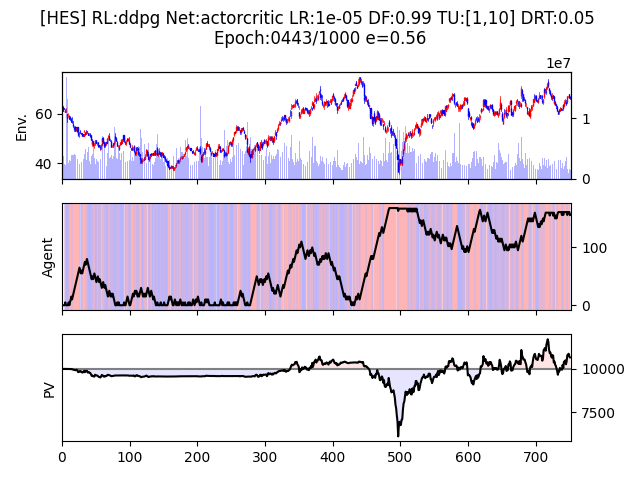 [HES] RL:ddpg Net:actorcritic LR:1e-05 DF:0.99 TU:[1,10] DRT:0.05
Epoch:0443/1000 e=0.56
1e7
Env.
60
40
1
0
Agent
100
0
PV
10000
7500
0 100 200 300 400 500 600 700